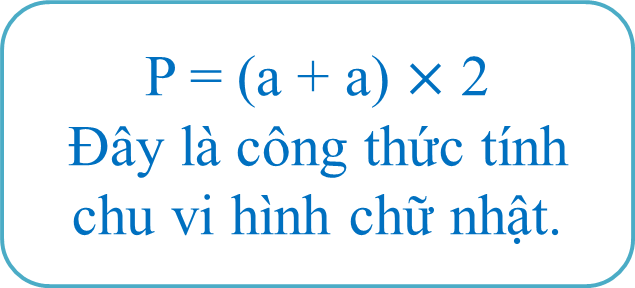 P = (a + a) × 2
Đây là công thức tính
chu vi hình chữ nhật.